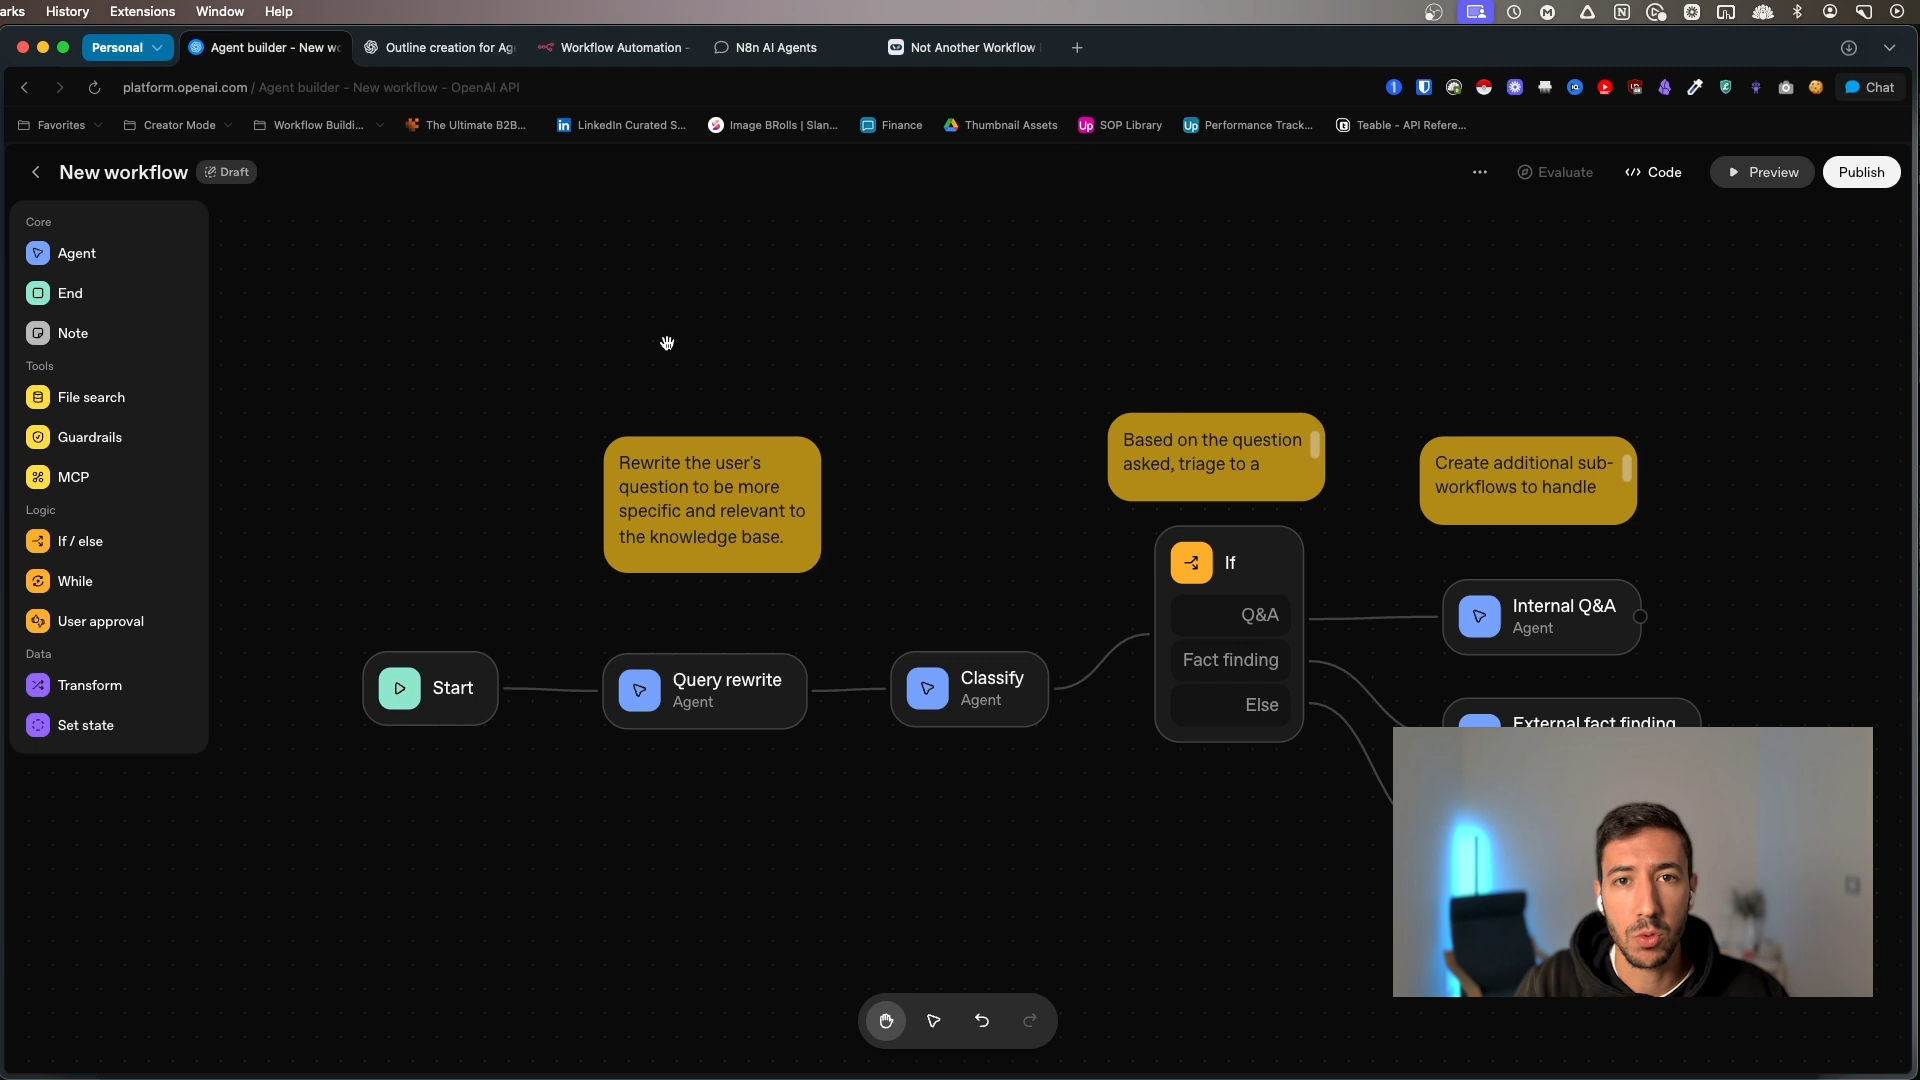 arks History Extensions Window Help
Personal
Agent builder - New wo
Outline creation for Ag
Workflow Automation -
N8n AI Agents
Not Another Workflow
platform.openai.com / Agent builder - New workflow - OpenAI API
Chat
Favorites
Creator Mode
Workflow Buildi...
The Ultimate B2B...
LinkedIn Curated S...
Image BRolls | Slan...
Finance
Thumbnail Assets
SOP Library
Performance Track...
Teable - API Refere...
New workflow
Draft
Evaluate
Code
Preview
Publish
Core
Agent
End
Note
Tools
File search
Guardrails
MCP
Logic
If / else
While
User approval
Data
Transform
Set state
Rewrite the user's
question to be more
specific and relevant to
the knowledge base.
Based on the question
asked, triage to a
Create additional sub-
workflows to handle
Start
Query rewrite
Agent
Classify
Agent
If
Q&A
Fact finding
Else
Internal Q&A
Agent
External fact finding